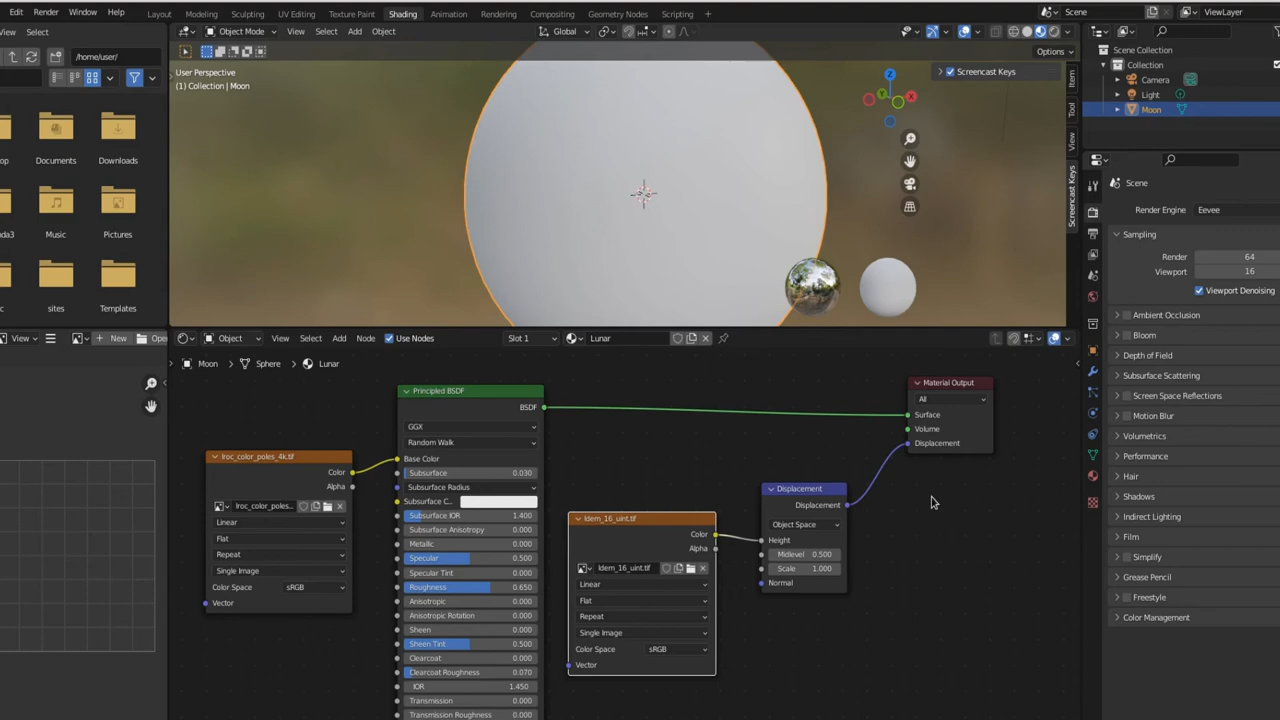 Edit Render Window Help Layout Modeling Sculpting UV Editing Texture Paint Shading Animation Rendering Compositing Geometry Nodes Scripting Scene ViewLayer
View Select Object Mode View Select Add Object Global
/home/user/
Options
User Perspective
(1) Collection | Moon
Screencast Keys
Item
Tool
View
Screencast Keys
Documents Downloads
Music Pictures
sites Templates
Scene Collection
Collection
Camera
Light
Moon
Scene
Render Engine Eevee
Sampling
Render 64
Viewport 16
Viewport Denoising
Ambient Occlusion
Bloom
Depth of Field
Subsurface Scattering
Screen Space Reflections
Motion Blur
Volumetrics
Performance
Hair
Shadows
Indirect Lighting
Film
Simplify
Grease Pencil
Freestyle
Color Management
View New Open
Object View Select Add Node Use Nodes Slot 1 Lunar
Moon Sphere Lunar
lroc_color_poles_4k.tif
Color
Alpha
lroc_color_poles...
Linear
Flat
Repeat
Single Image
Color Space sRGB
Vector
Principled BSDF
BSDF
GGX
Random Walk
Base Color
Subsurface 0.030
Subsurface Radius
Subsurface C...
Subsurface IOR 1.400
Subsurface Anisotropy 0.000
Metallic 0.000
Specular 0.500
Specular Tint 0.000
Roughness 0.650
Anisotropic 0.000
Anisotropic Rotation 0.000
Sheen 0.000
Sheen Tint 0.500
Clearcoat 0.000
Clearcoat Roughness 0.070
IOR 1.450
Transmission 0.000
Transmission Roughness 0.000
ldem_16_uint.tif
Color
Alpha
ldem_16_uint.tif
Linear
Flat
Repeat
Single Image
Color Space sRGB
Vector
Displacement
Displacement
Object Space
Height
Midlevel 0.500
Scale 1.000
Normal
Material Output
All
Surface
Volume
Displacement